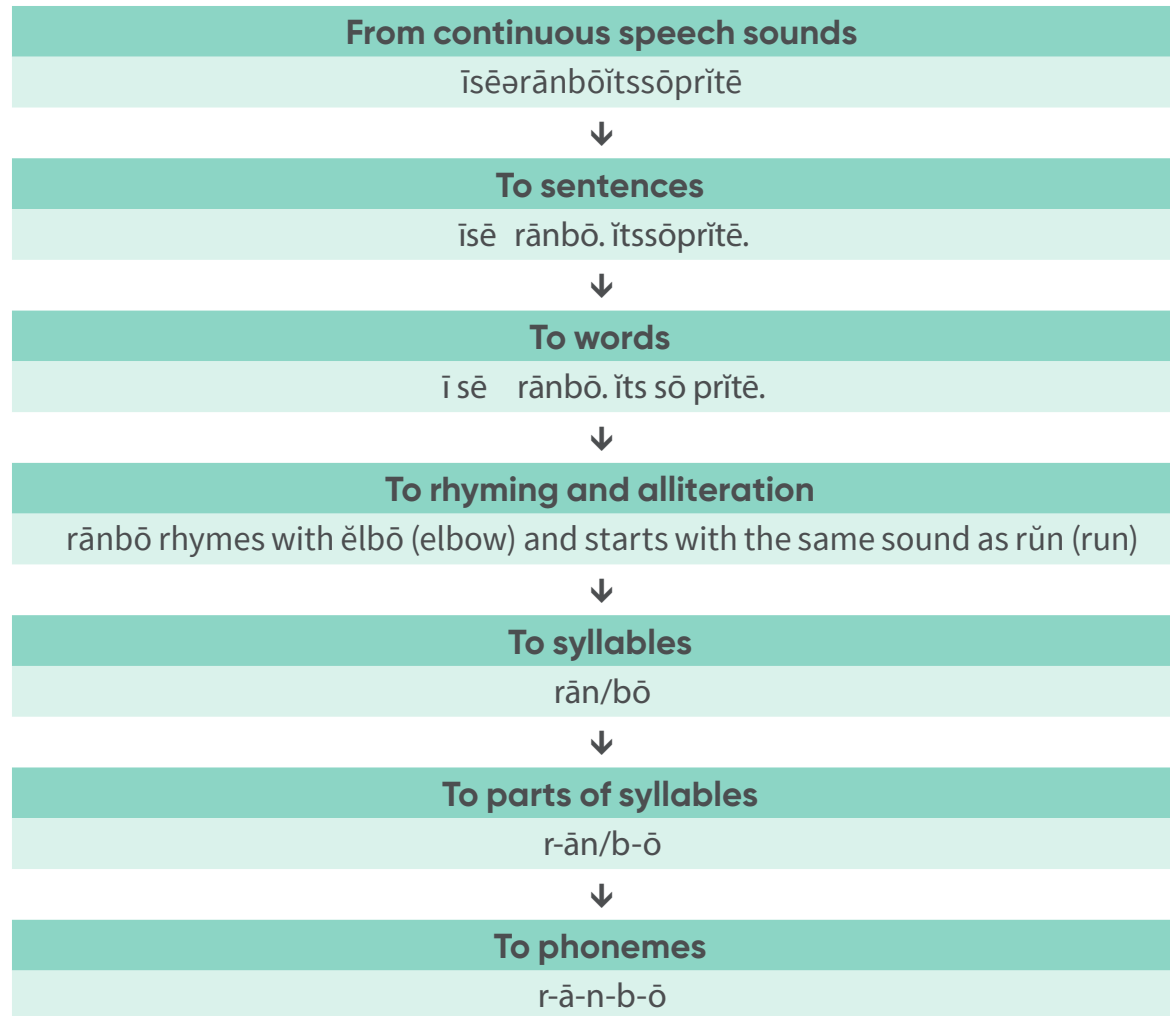 From continuous speech sounds
īsēərānbōĭtssōprĭtē
To sentences
īsē rānbō. ĭtssōprĭtē.
To words
ī sē rānbō. ĭts sō prĭtē.
To rhyming and alliteration
rānbō rhymes with ĕlbō (elbow) and starts with the same sound as rŭn (run)
To syllables
rān/bō
To parts of syllables
r-ān/b-ō
To phonemes
r-ā-n-b-ō